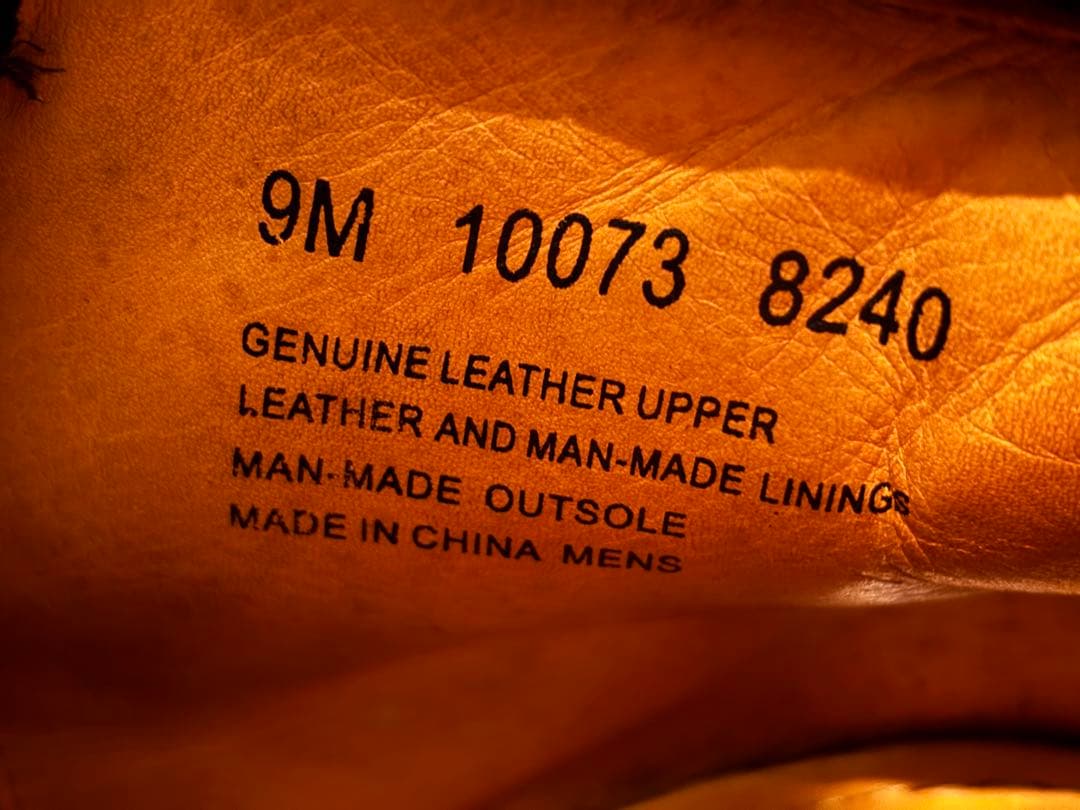 9M 10073 8240
GENUINE LEATHER UPPER
LEATHER AND MAN-MADE LININGS
MAN-MADE OUTSOLE
MADE IN CHINA MENS